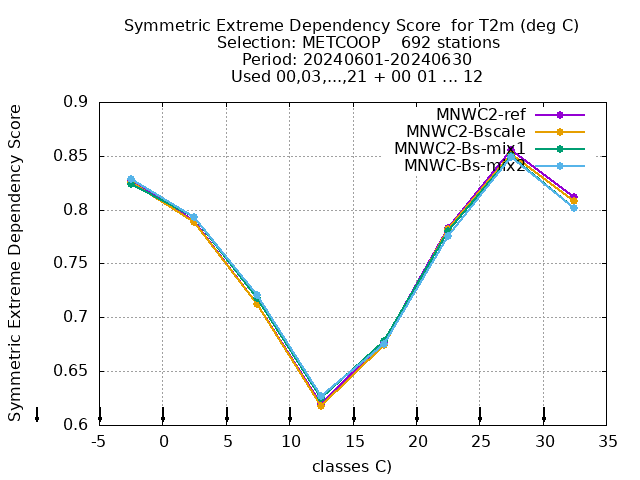 Symmetric Extreme Dependency Score  for T2m (deg C)
Selection: METCOOP    692 stations
Period: 20240601-20240630
Used 00,03,...,21 + 00 01 ... 12
MNWC2-ref
MNWC2-Bscale
MNWC2-Bs-mix1
MNWC-Bs-mix2
Symmetric Extreme Dependency Score
0.9
0.85
0.8
0.75
0.7
0.65
0.6
-5 0 5 10 15 20 25 30 35
classes C)